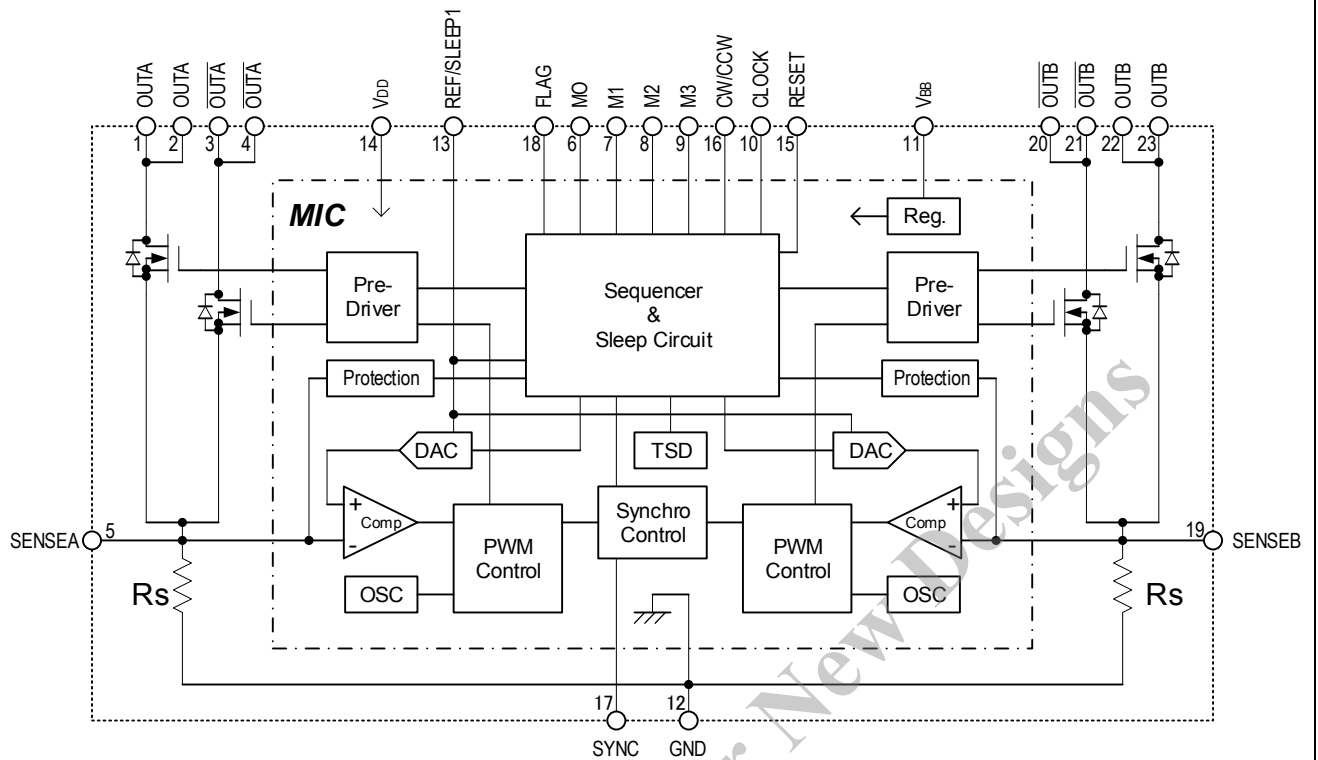 OUTA
OUTA
OUTA
OUTA
VDD
REF/SLEEP1
FLAG
MO
M1
M2
M3
CW/CCW
CLOCK
RESET
VBB
OUTB
OUTB
OUTB
OUTB
1
2
3
4
14
13
18
6
7
8
9
16
10
15
11
20
21
22
23
MIC
Reg.
Pre-
Driver
Sequencer
&
Sleep Circuit
Pre-
Driver
Protection
Protection
DAC
TSD
DAC
+
Comp
-
Synchro
Control
+
Comp
-
SENSEA
5
PWM
Control
PWM
Control
19
SENSEB
Rs
OSC
OSC
Rs
17
12
SYNC
GND
New Designs